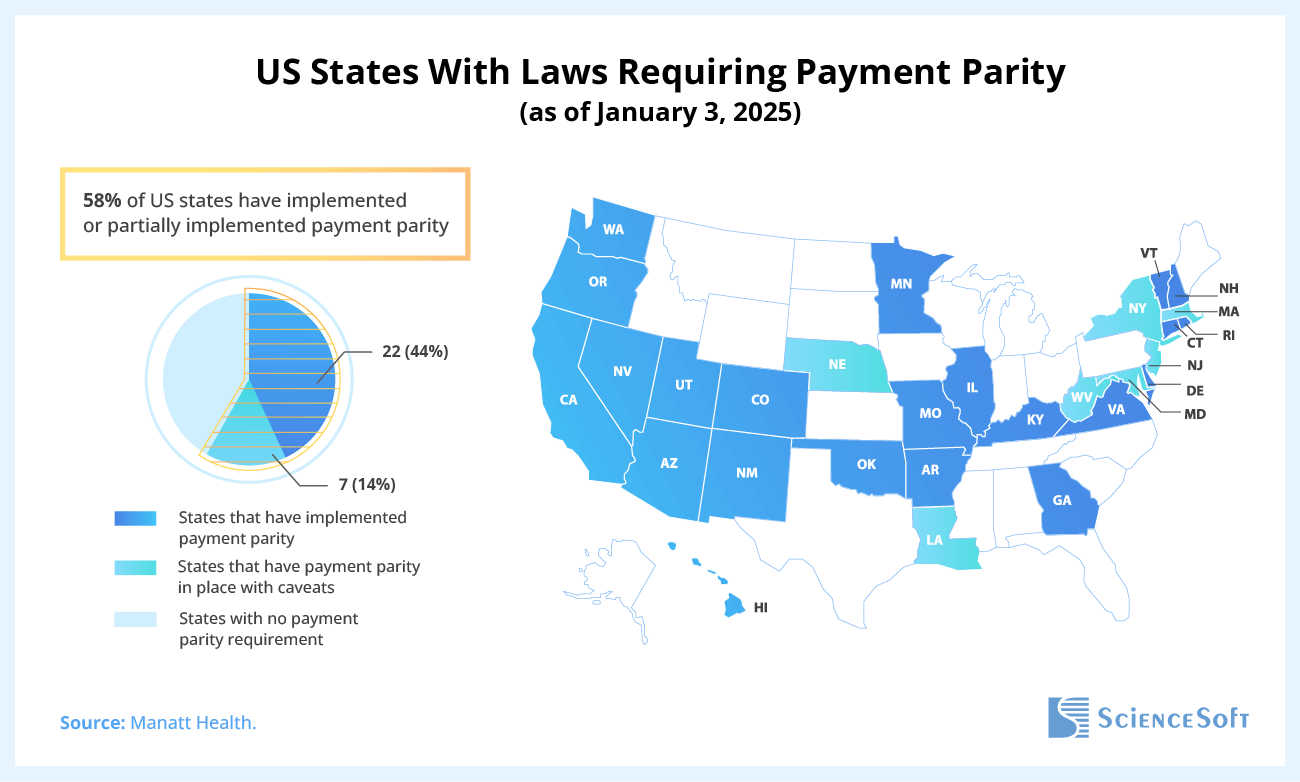 US States With Laws Requiring Payment Parity
(as of January 3, 2025)
58% of US states have implemented
or partially implemented payment parity
22 (44%)
7 (14%)
States that have implemented
payment parity
States that have payment parity
in place with caveats
States with no payment
parity requirement
WA
OR
CA
NV
UT
CO
AZ
NM
HI
NE
MN
IL
MO
KY
OK
AR
LA
GA
WV
VA
NY
VT
NH
MA
RI
CT
NJ
DE
MD
Source: Manatt Health.
ScienceSoft